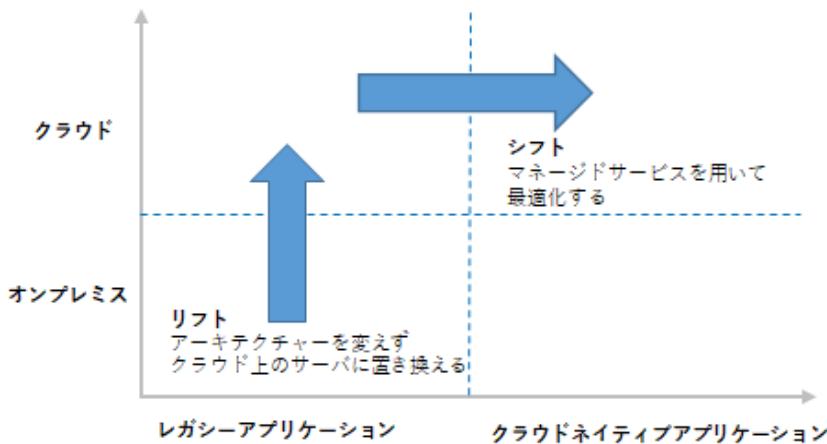 クラウド
シフト
マネージドサービスを用いて
最適化する
オンプレミス
リフト
アーキテクチャーを変えず
クラウド上のサーバに置き換える
レガシーアプリケーション
クラウドネイティブアプリケーション